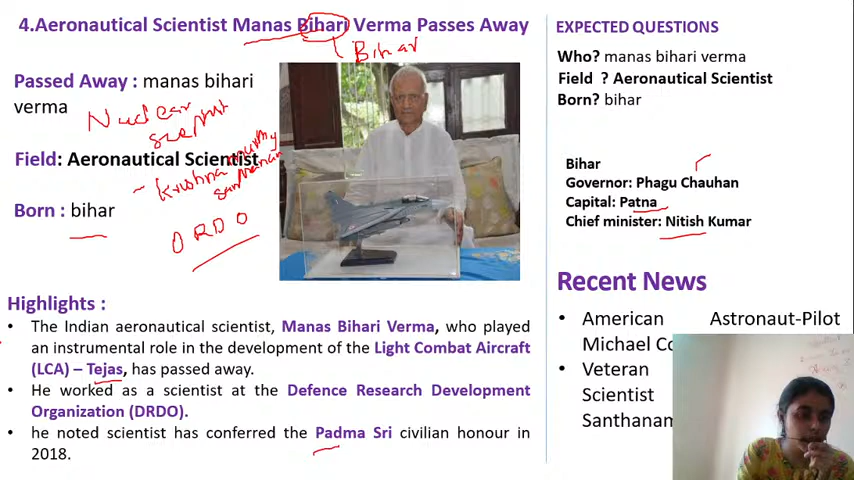 4.Aeronautical Scientist Manas Bihari Verma Passes Away
Bihar
Passed Away : manas bihari
verma
Nuclear
Field: Aeronautical Scientist
Krishna
Born : bihar
DRDO
Highlights :
• The Indian aeronautical scientist, Manas Bihari Verma, who played
an instrumental role in the development of the Light Combat Aircraft
(LCA) – Tejas, has passed away.
• He worked as a scientist at the Defence Research Development
Organization (DRDO).
• he noted scientist has conferred the Padma Sri civilian honour in
2018.
EXPECTED QUESTIONS
Who? manas bihari verma
Field ? Aeronautical Scientist
Born? bihar
Bihar
Governor: Phagu Chauhan
Capital: Patna
Chief minister: Nitish Kumar
Recent News
• American Astronaut-Pilot
Michael
• Veteran
Scientist
Santhanam